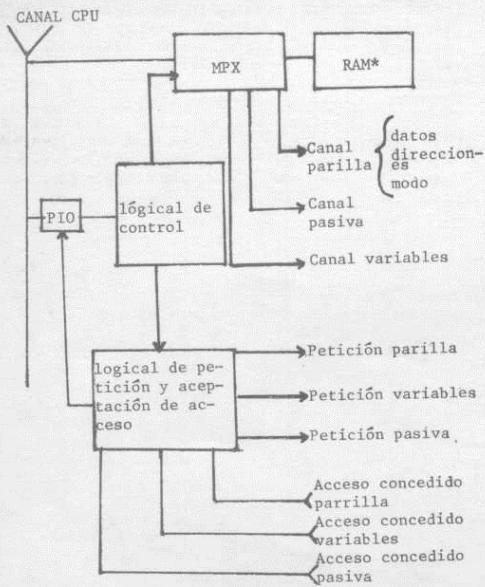 CANAL CPU
MPX
RAM*
Canal
parilla
datos
direccion-
es
modo
lógical de
control
PIO
Canal
pasiva
Canal variables
logical de pe-
tición y acep-
tación de ac-
ceso
Petición parilla
Petición variables
Petición pasiva.
Acceso concedido
parrilla
Acceso concedido
variables
Acceso concedido
pasiva